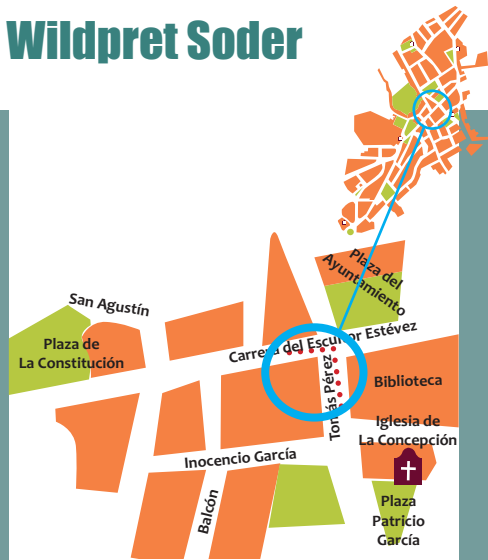 Wildpret Soder
Plaza del
Ayuntamiento
San Agustín
Carrera del Escultor Estévez
Plaza de
La Constitución
Tomás Pérez
Biblioteca
Iglesia de
La Concepción
Inocencio García
Balcón
Plaza
Patricio
García